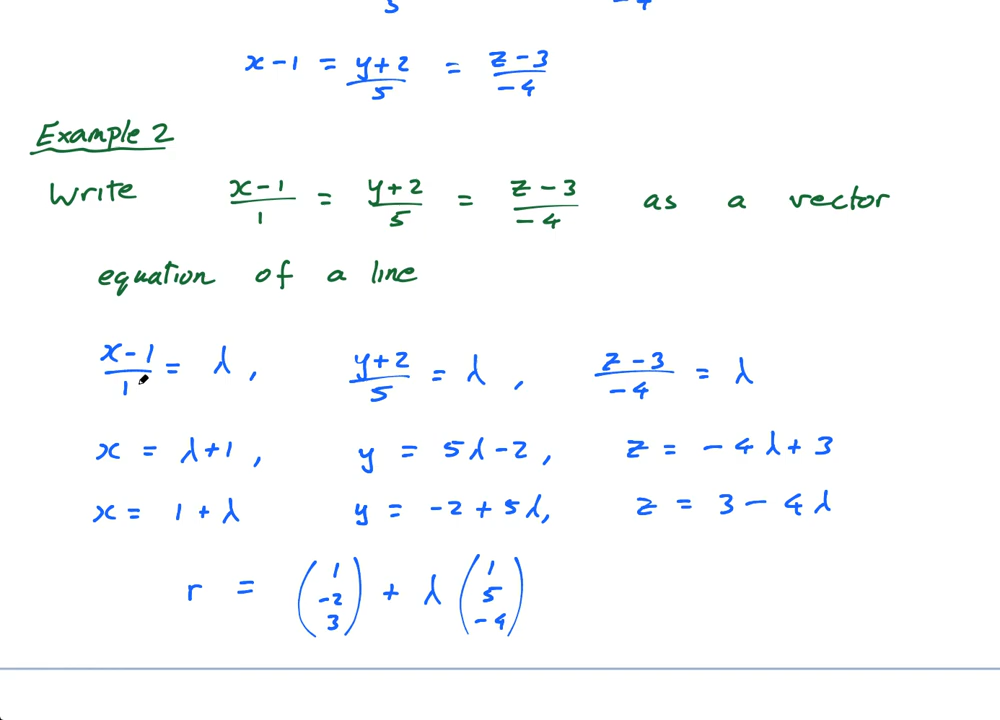 5 -4
x - 1 = (y + 2)/5 = (z - 3)/-4
Example 2
Write (x - 1)/1 = (y + 2)/5 = (z - 3)/-4 as a vector
equation of a line
(x - 1)/1 = λ, (y + 2)/5 = λ, (z - 3)/-4 = λ
x = λ + 1, y = 5λ - 2, z = -4λ + 3
x = 1 + λ y = -2 + 5λ, z = 3 - 4λ
r = (1 -2 3) + λ (1 5 -4)